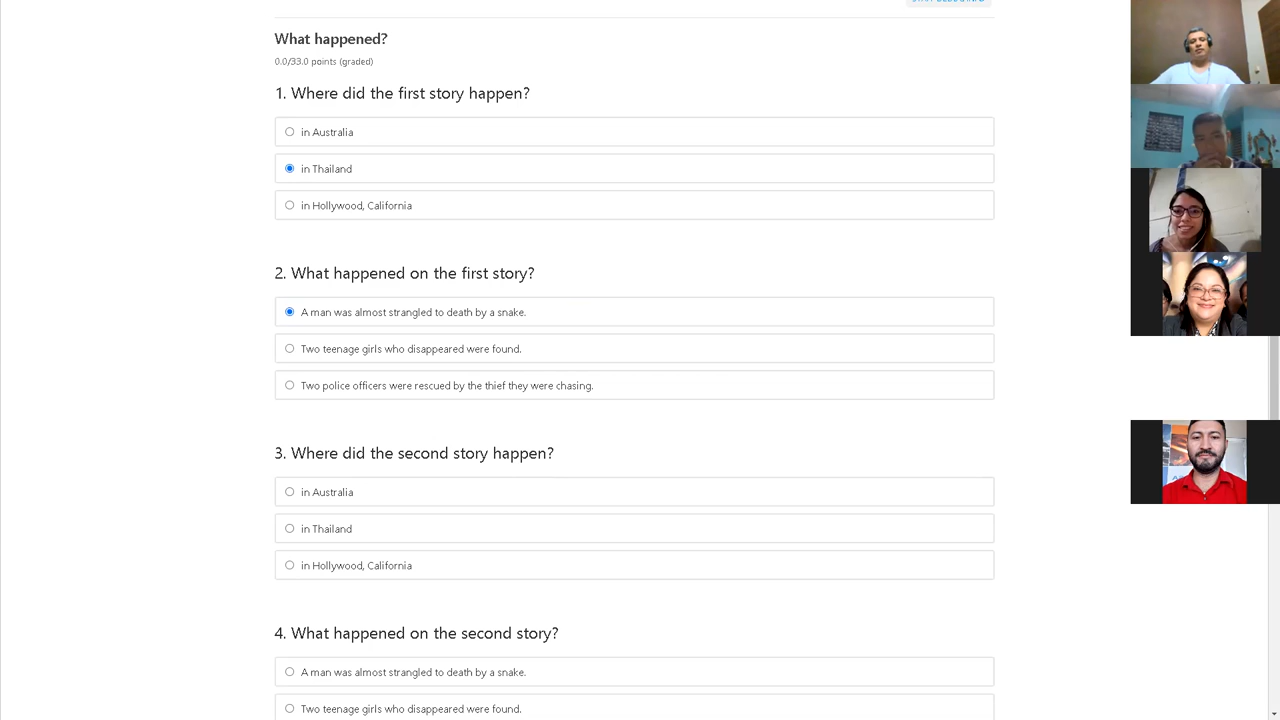 What happened?
0.0/33.0 points (graded)
1. Where did the first story happen?
in Australia
in Thailand
in Hollywood, California
2. What happened on the first story?
A man was almost strangled to death by a snake.
Two teenage girls who disappeared were found.
Two police officers were rescued by the thief they were chasing.
3. Where did the second story happen?
in Australia
in Thailand
in Hollywood, California
4. What happened on the second story?
A man was almost strangled to death by a snake.
Two teenage girls who disappeared were found.